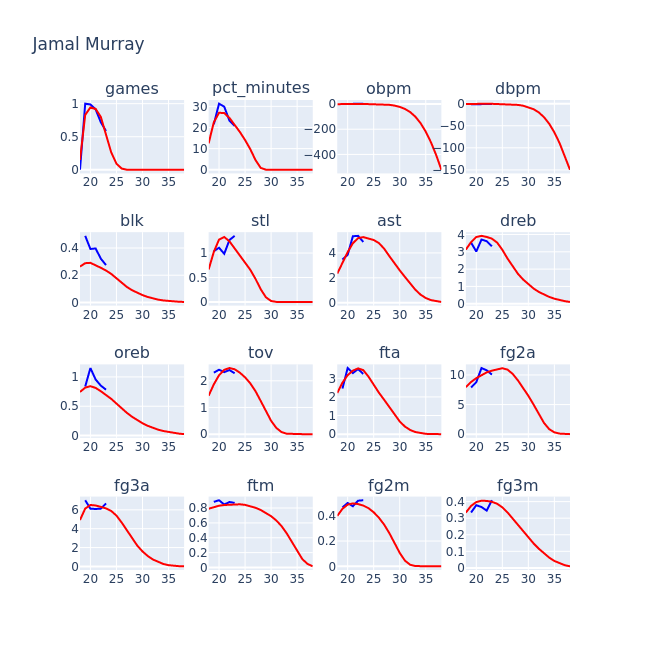 Jamal Murray
games pct_minutes obpm dbpm
1 0.5 0 20 25 30 35
30 20 10 0 20 25 30 35
0 −200 −400 20 25 30 35
0 −50 −100 −150 20 25 30 35
blk stl ast dreb
0.4 0.2 0 20 25 30 35
1 0.5 0 20 25 30 35
4 2 0 20 25 30 35
4 3 2 1 0 20 25 30 35
oreb tov fta fg2a
1 0.5 0 20 25 30 35
2 1 0 20 25 30 35
3 2 1 0 20 25 30 35
10 5 0 20 25 30 35
fg3a ftm fg2m fg3m
6 4 2 0 20 25 30 35
0.8 0.6 0.4 0.2 0 20 25 30 35
0.4 0.2 0 20 25 30 35
0.4 0.3 0.2 0.1 0 20 25 30 35